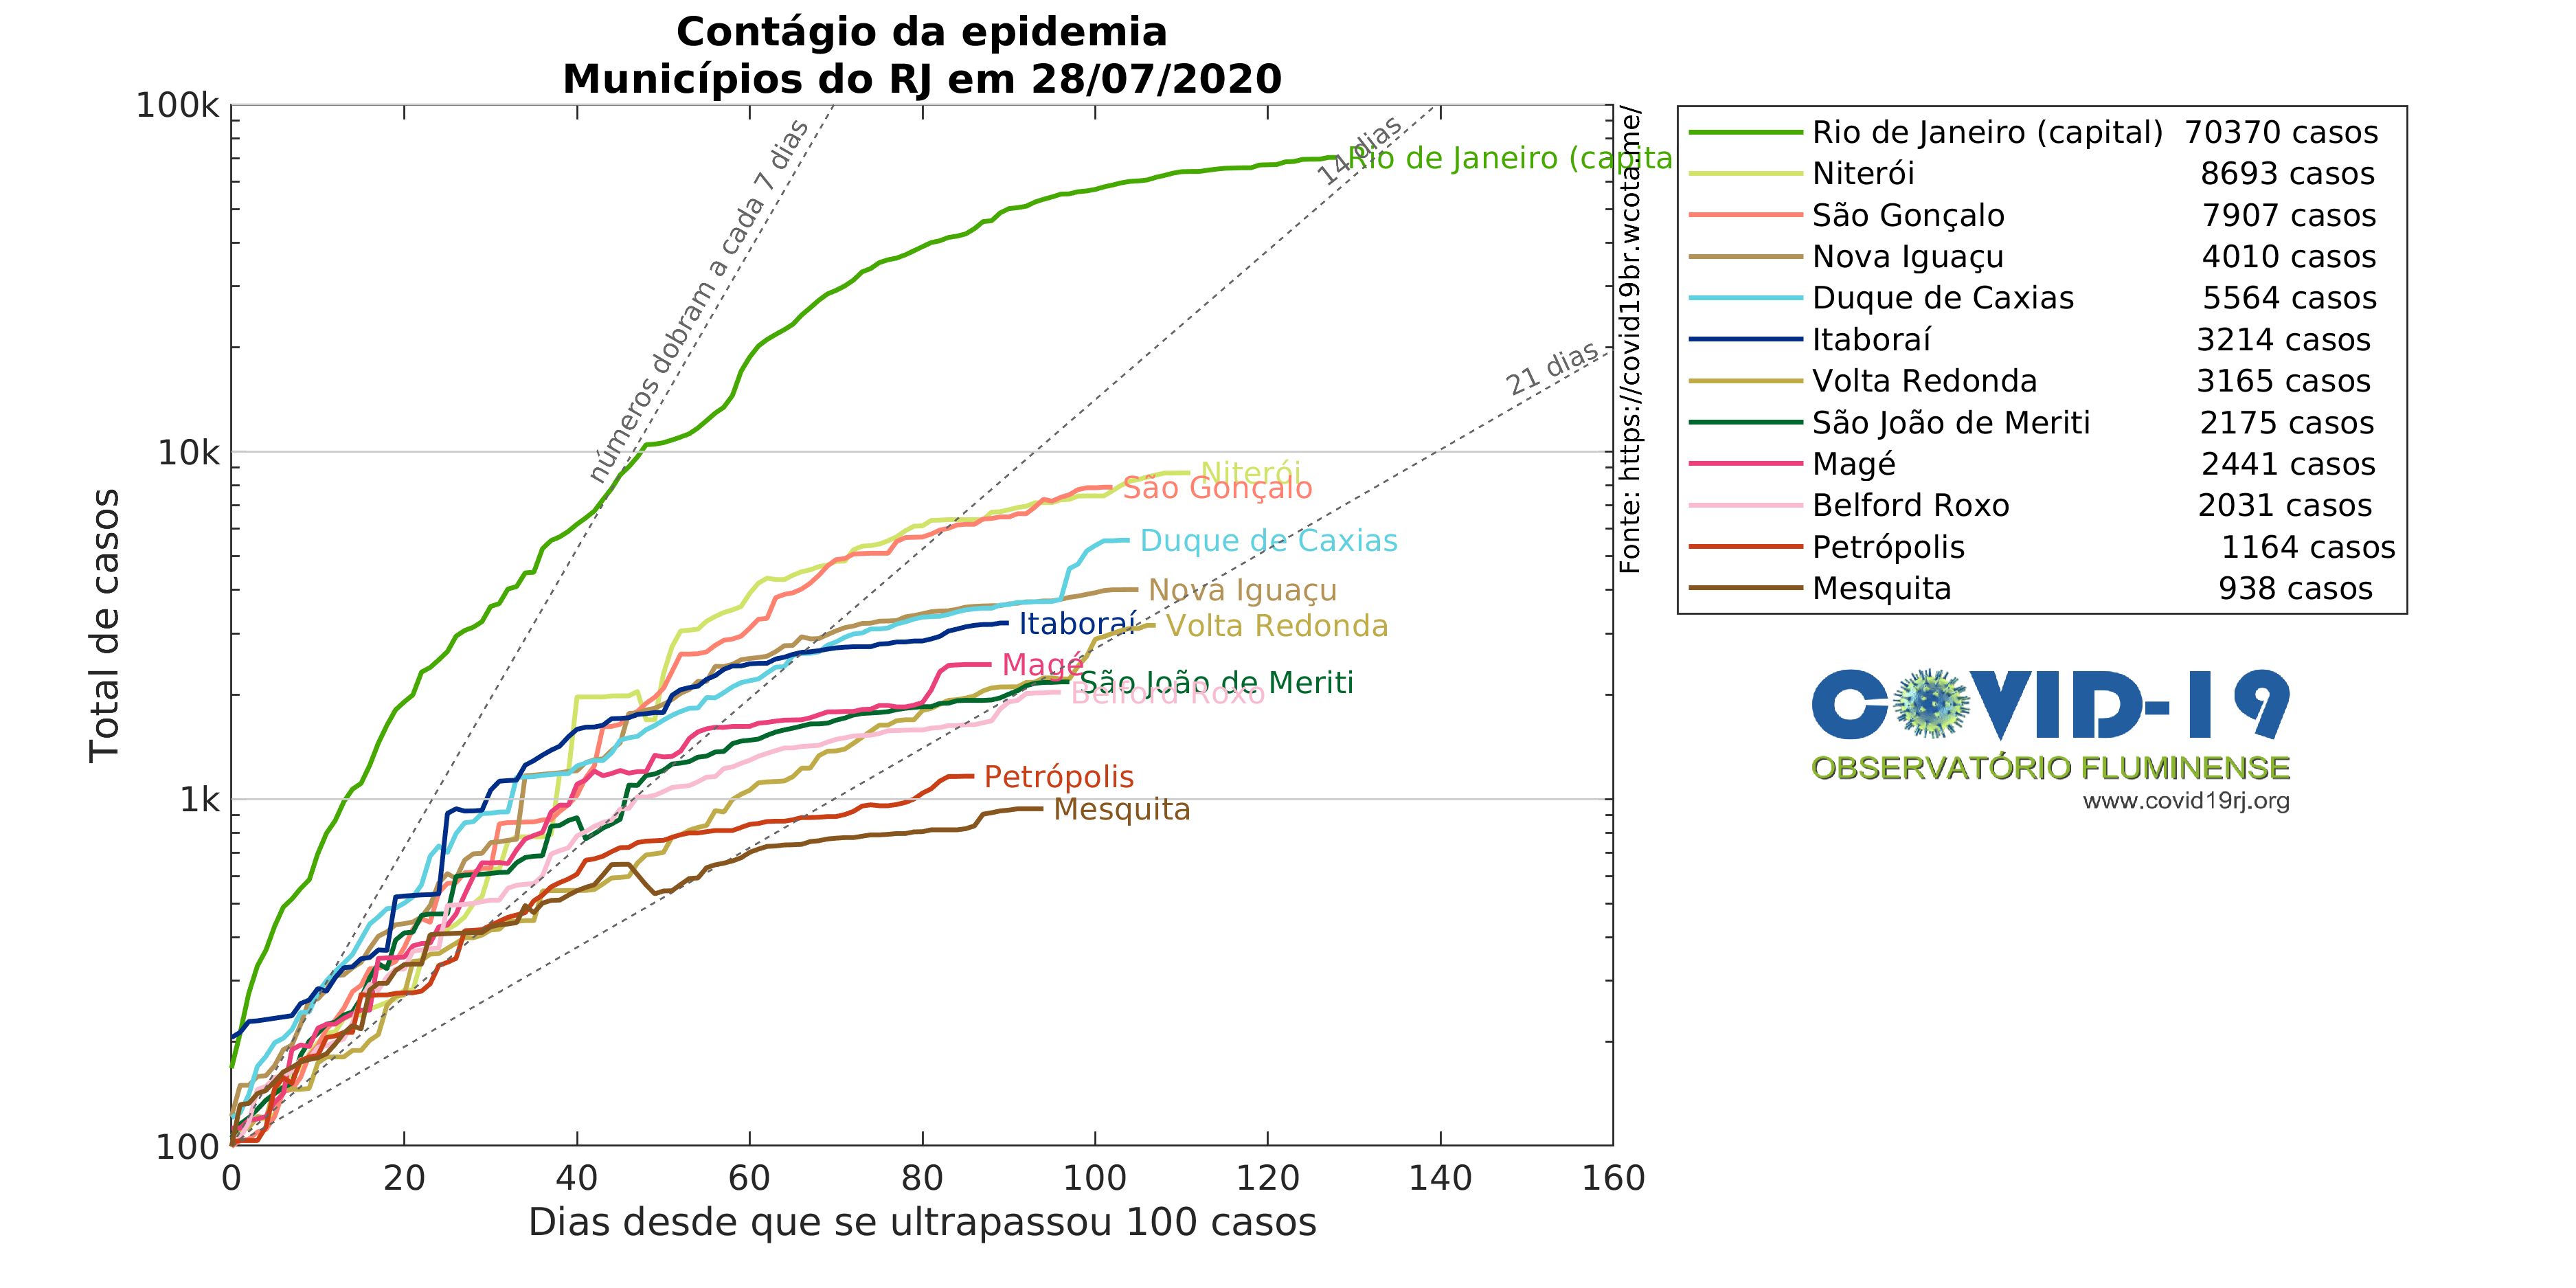 Contágio da epidemia
Municípios do RJ em 28/07/2020
Total de casos
100k
10k
1k
100
0 20 40 60 80 100 120 140 160
Dias desde que se ultrapassou 100 casos
números dobram a cada 7 dias
14 dias
21 dias
Rio de Janeiro (capita
Niterói
São Gonçalo
Duque de Caxias
Nova Iguaçu
Itaboraí
Volta Redonda
Magé
São João de Meriti
Belford Roxo
Petrópolis
Mesquita
Fonte: https://covid19br.wcota.me/
Rio de Janeiro (capital) 70370 casos
Niterói 8693 casos
São Gonçalo 7907 casos
Nova Iguaçu 4010 casos
Duque de Caxias 5564 casos
Itaboraí 3214 casos
Volta Redonda 3165 casos
São João de Meriti 2175 casos
Magé 2441 casos
Belford Roxo 2031 casos
Petrópolis 1164 casos
Mesquita 938 casos
COVID-19
OBSERVATÓRIO FLUMINENSE
www.covid19rj.org